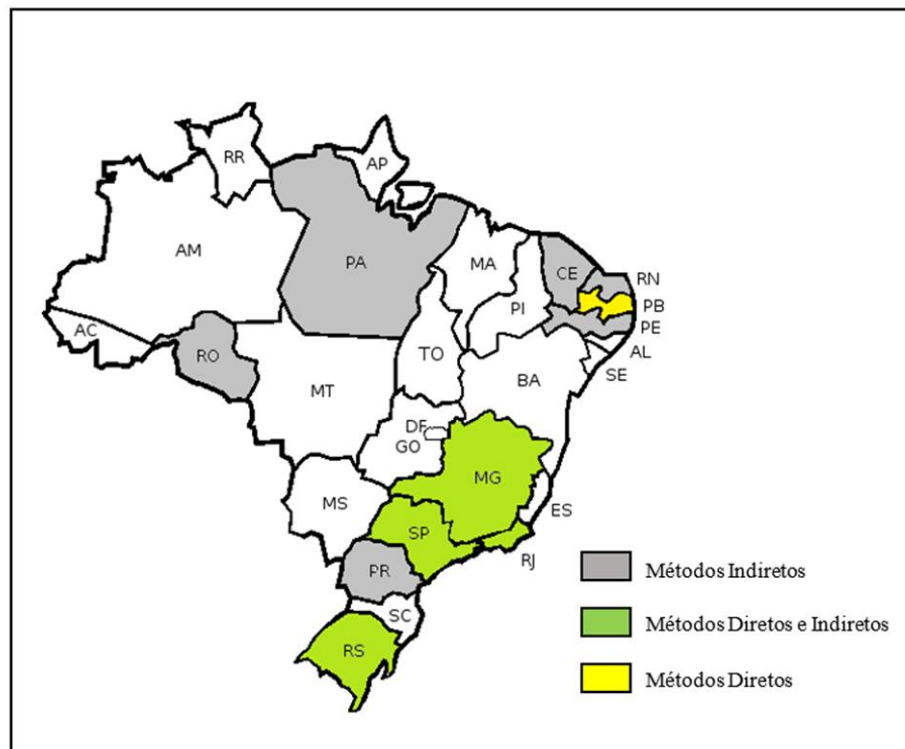 RR
AP
AM
PA
MA
CE
RN
PB
PE
AL
SE
PI
AC
RO
TO
MT
BA
DF
GO
MG
MS
ES
SP
RJ
PR
SC
RS
Métodos Indiretos
Métodos Diretos e Indiretos
Métodos Diretos